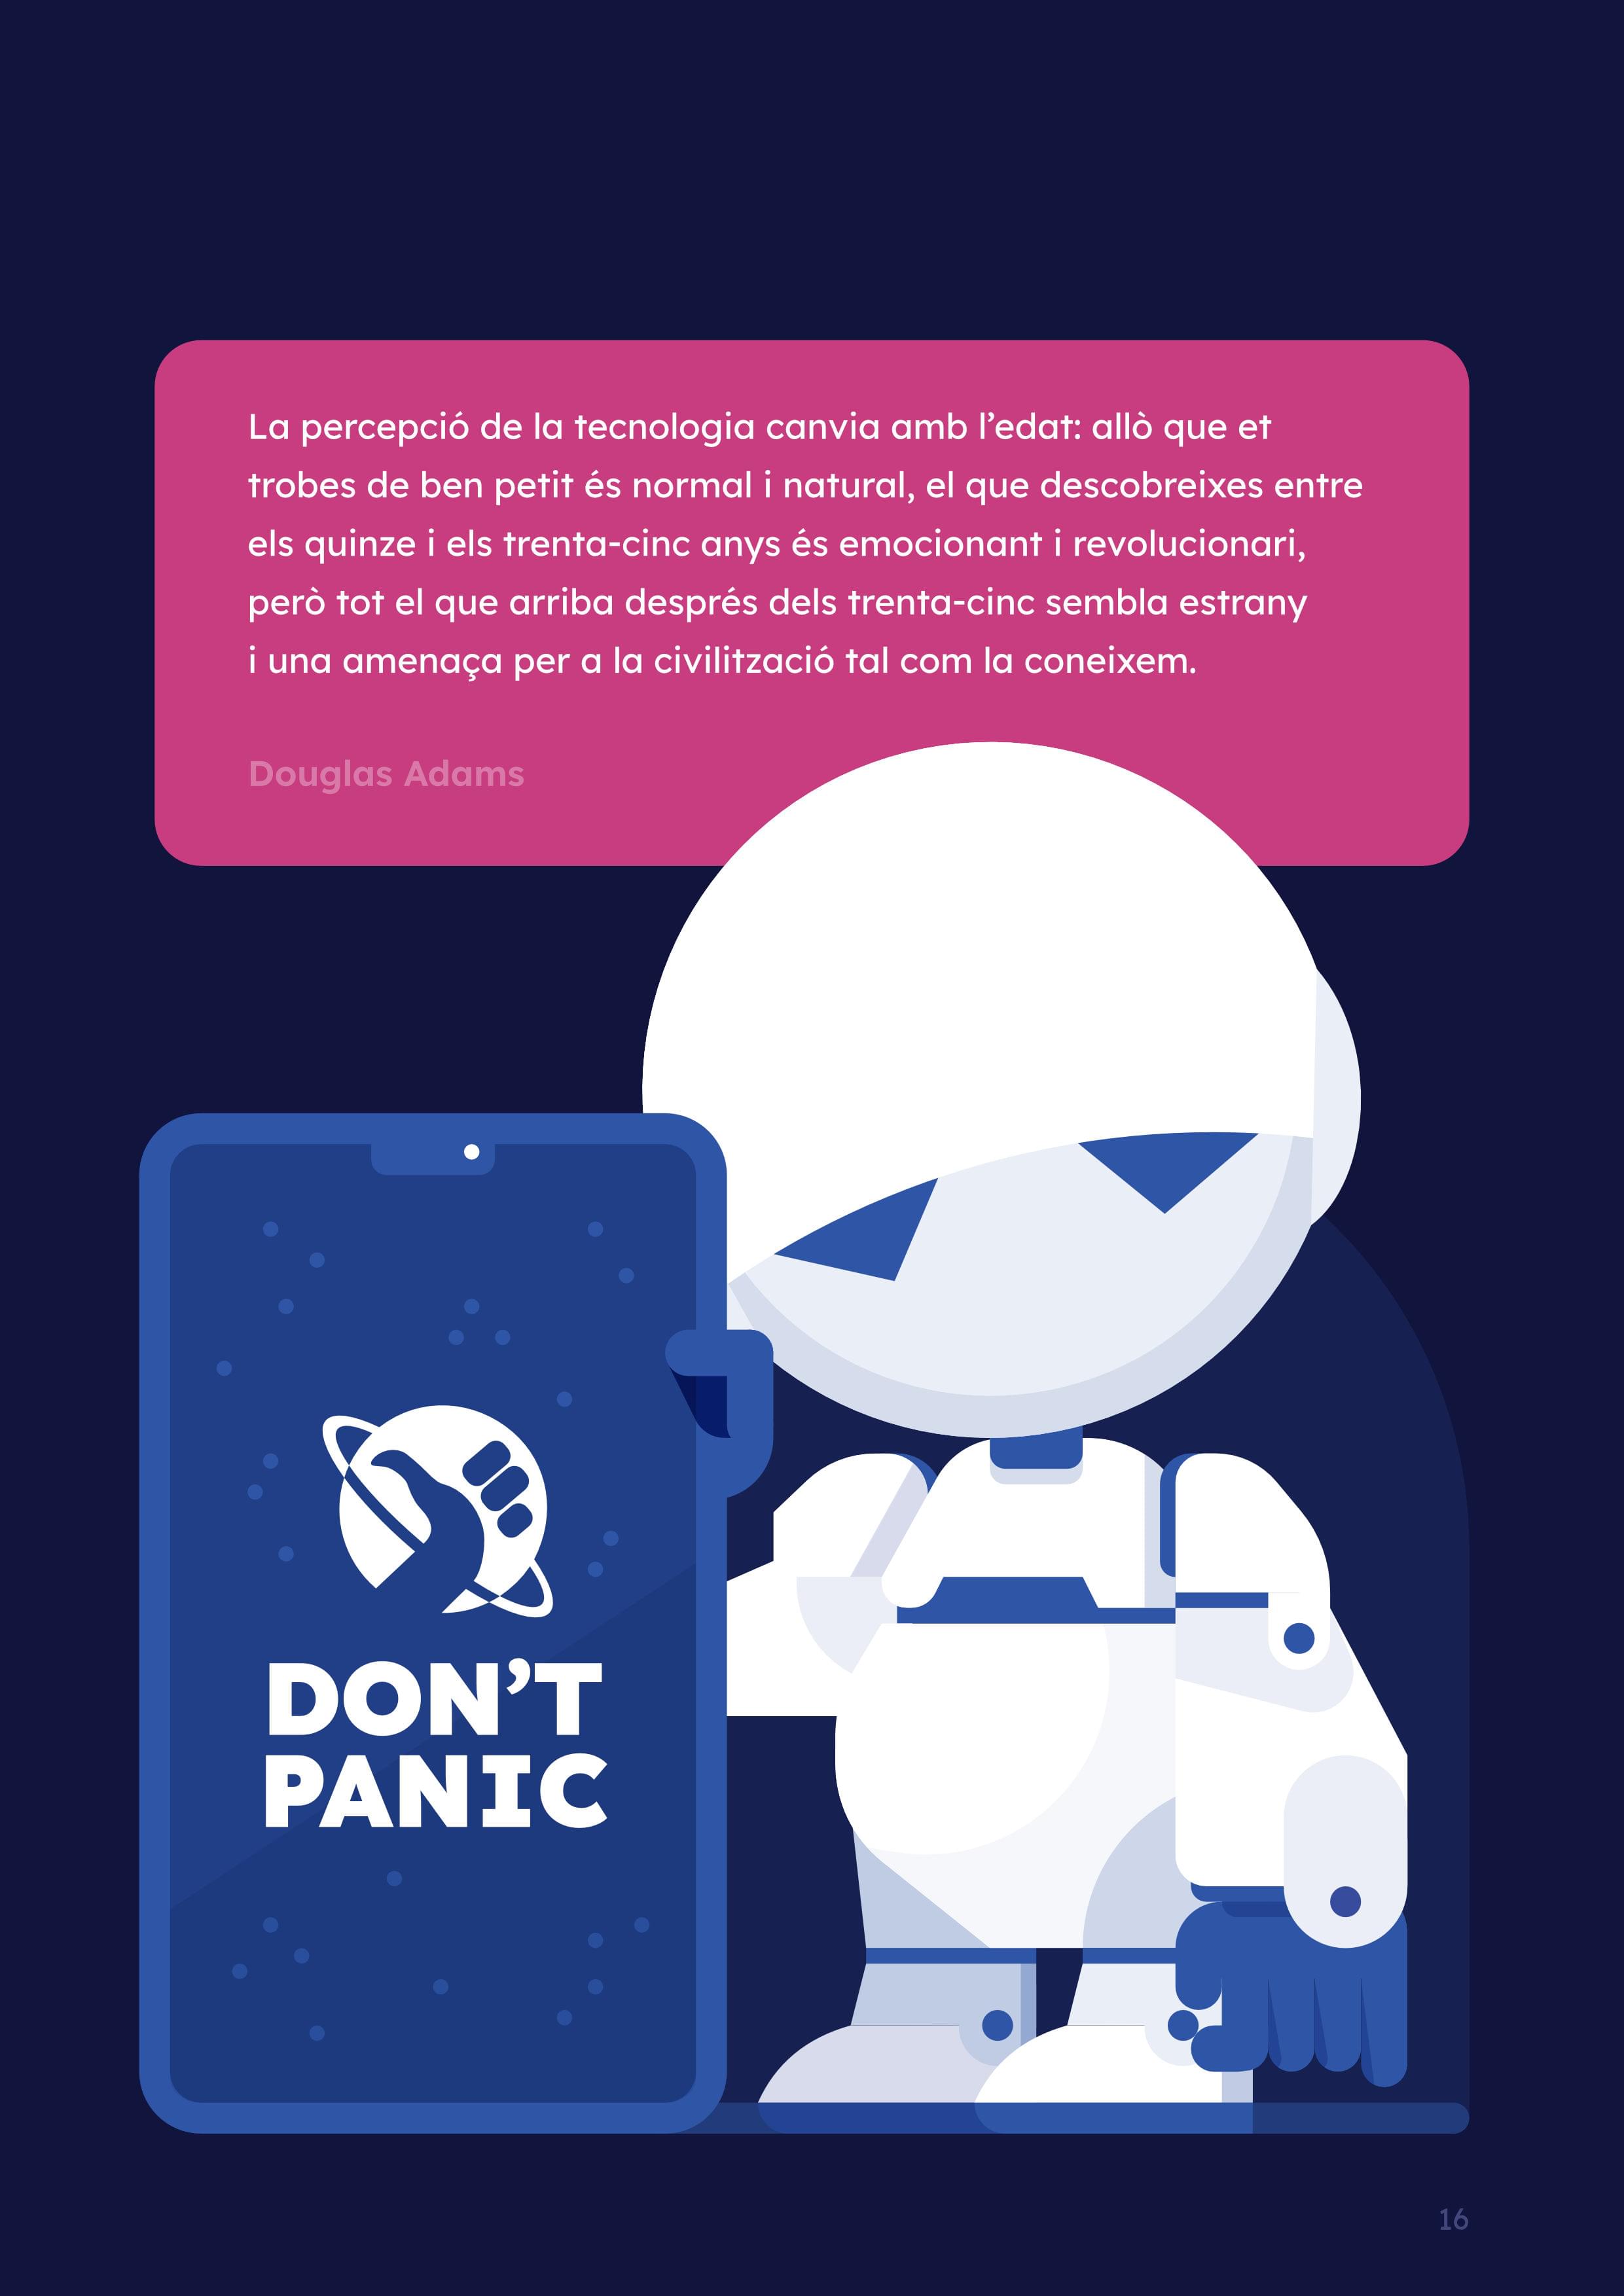 La percepció de la tecnologia canvia amb l’edat: allò que et
trobes de ben petit és normal i natural, el que descobreixes entre
els quinze i els trenta-cinc anys és emocionant i revolucionari,
però tot el que arriba després dels trenta-cinc sembla estrany
i una amenaça per a la civilització tal com la coneixem.
Douglas Adams
DON’T
PANIC
16